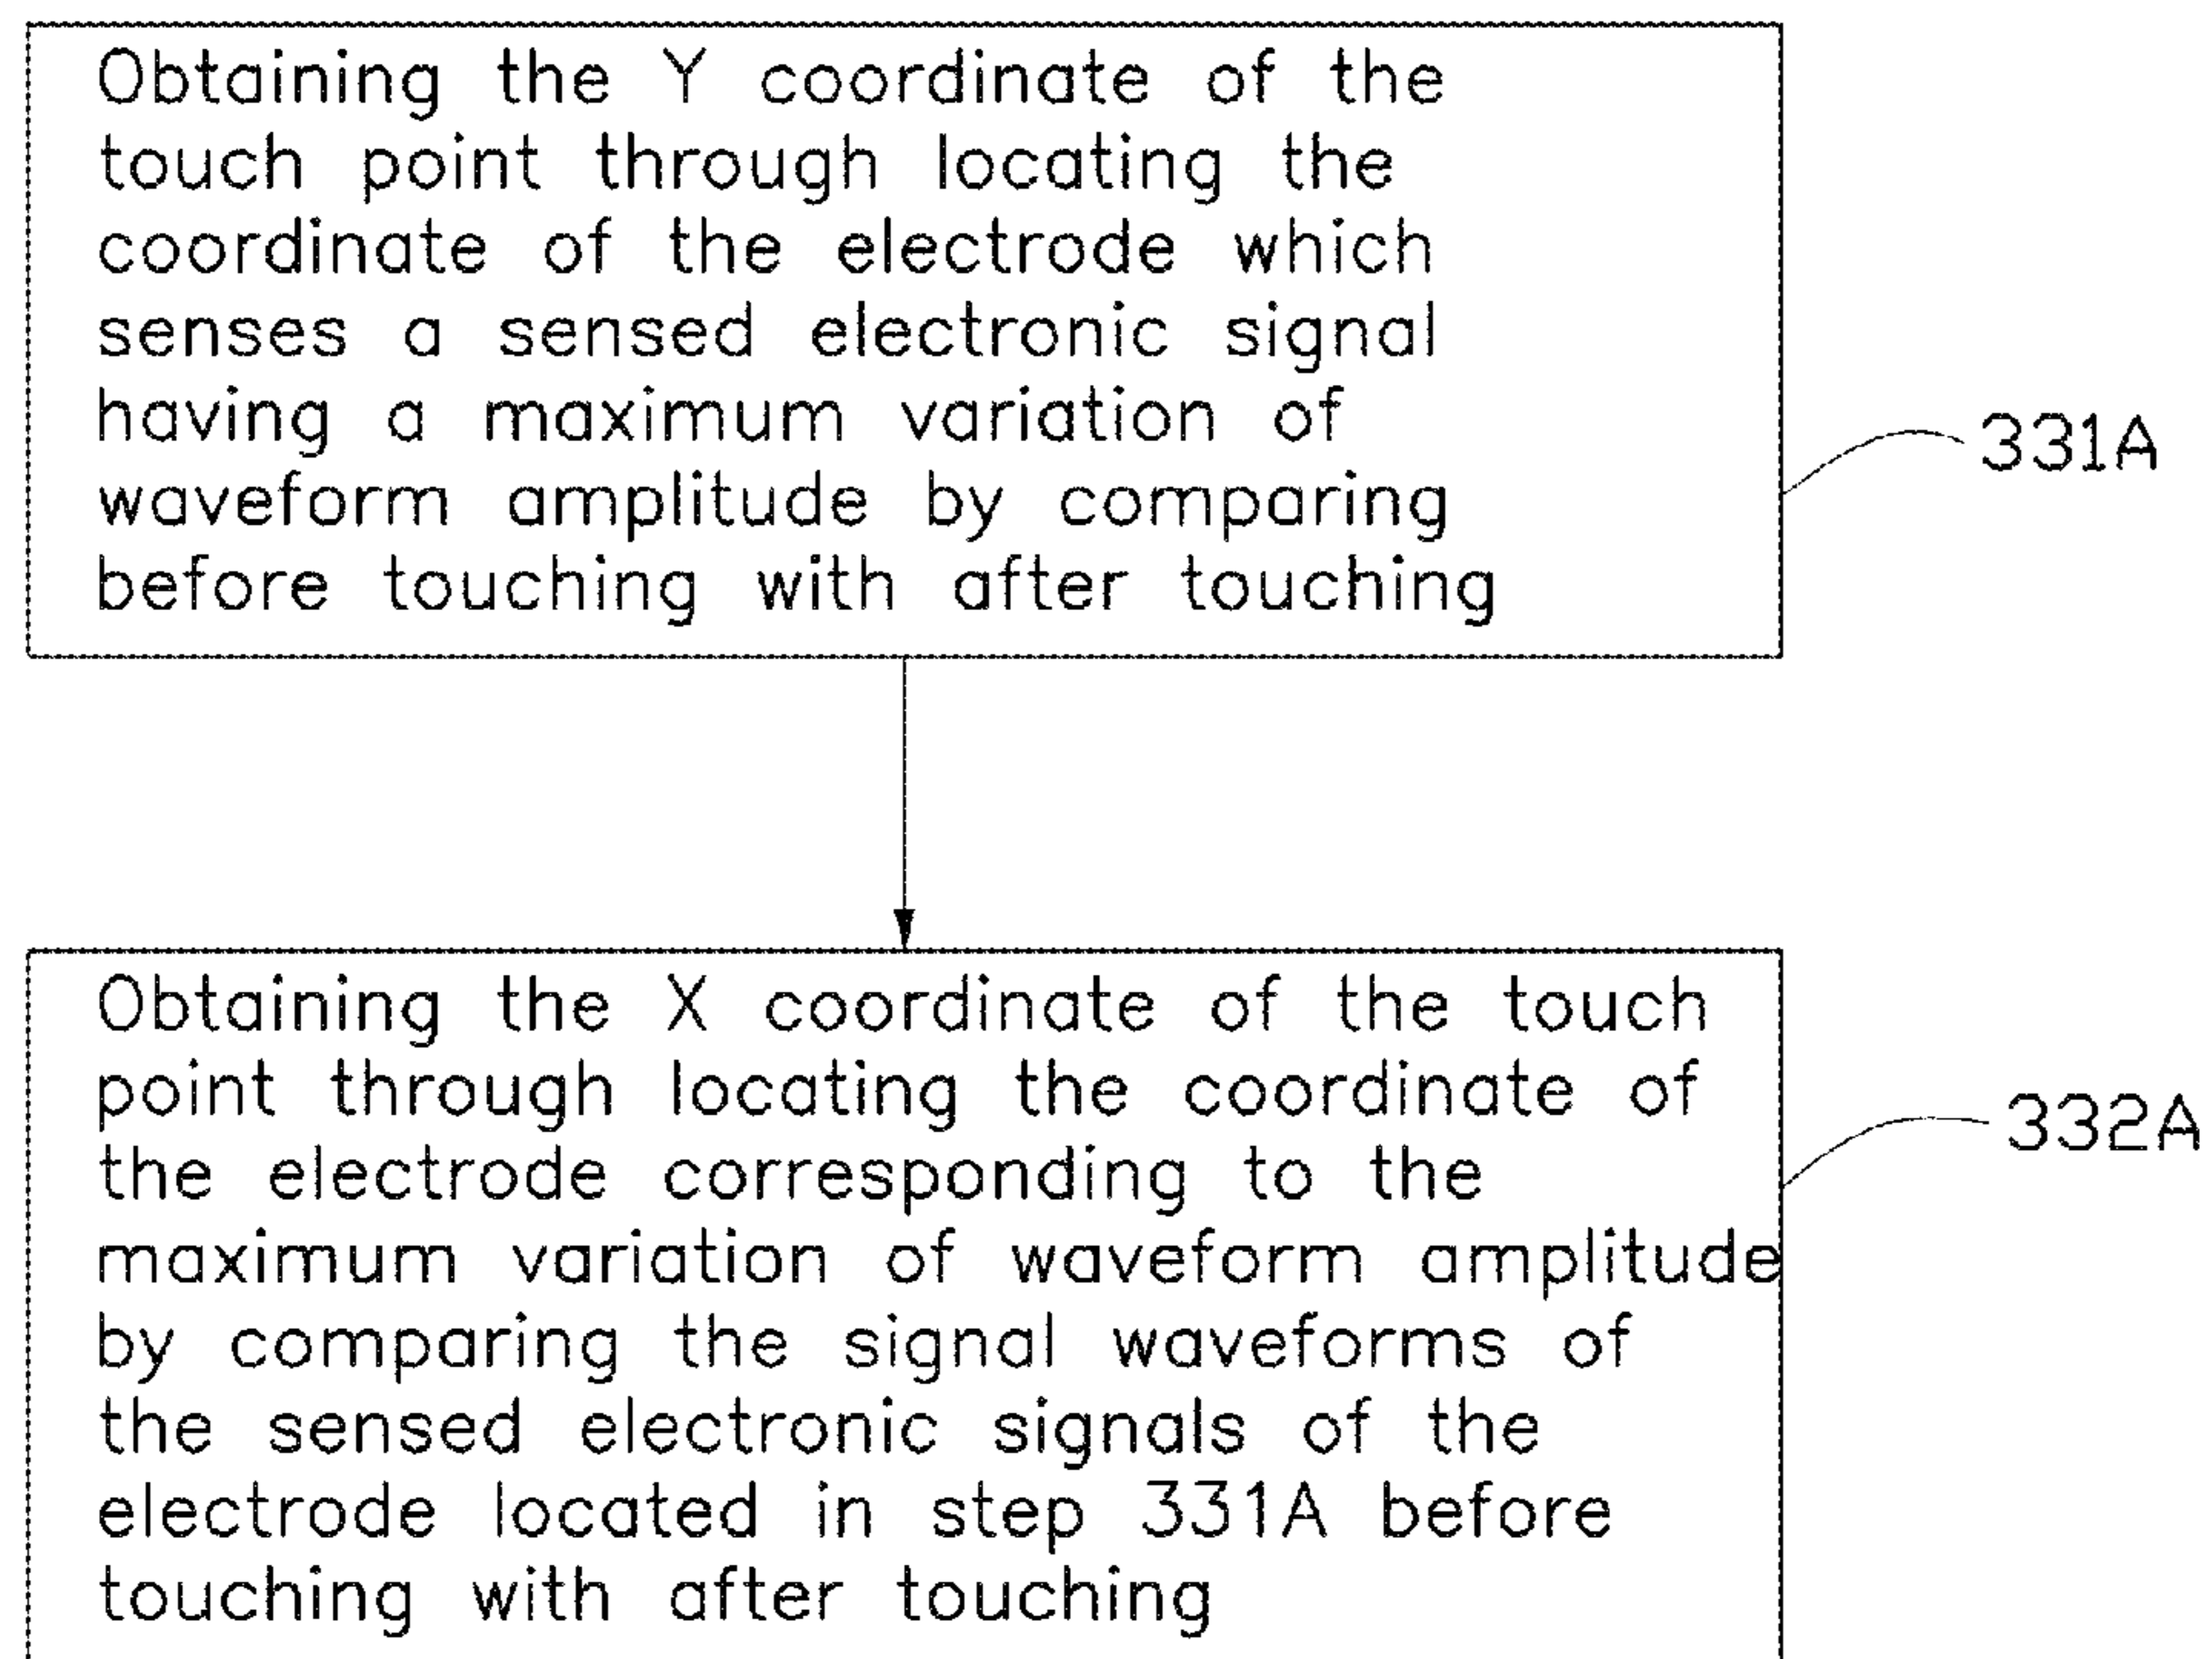 Obtaining the Y coordinate of the
touch point through locating the
coordinate of the electrode which
senses a sensed electronic signal
having a maximum variation of
waveform amplitude by comparing
before touching with after touching
331A
Obtaining the X coordinate of the touch
point through locating the coordinate of
the electrode corresponding to the
maximum variation of waveform amplitude
by comparing the signal waveforms of
the sensed electronic signals of the
electrode located in step 331A before
touching with after touching
332A